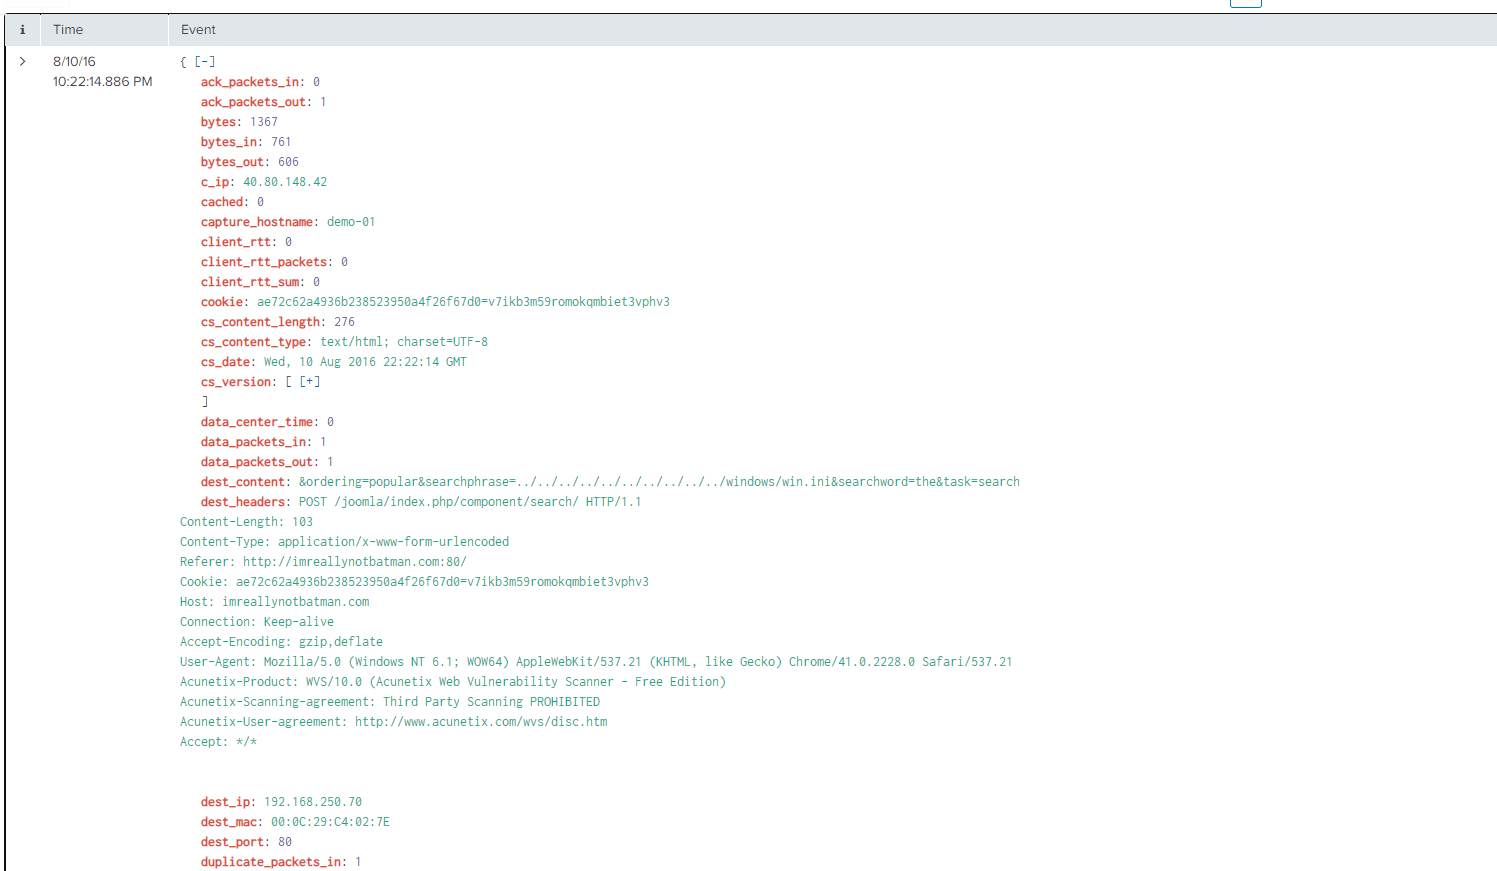 i Time Event
> 8/10/16 { [-]
10:22:14.886 PM ack_packets_in: 0
ack_packets_out: 1
bytes: 1367
bytes_in: 761
bytes_out: 606
c_ip: 40.80.148.42
cached: 0
capture_hostname: demo-01
client_rtt: 0
client_rtt_packets: 0
client_rtt_sum: 0
cookie: ae72c62a4936b238523950a4f26f67d0=v7ikb3m59romokqmbiet3vphv3
cs_content_length: 276
cs_content_type: text/html; charset=UTF-8
cs_date: Wed, 10 Aug 2016 22:22:14 GMT
cs_version: [ [+]
]
data_center_time: 0
data_packets_in: 1
data_packets_out: 1
dest_content: &ordering=popular&searchphrase=../../../../../../../../../../windows/win.ini&searchword=the&task=search
dest_headers: POST /joomla/index.php/component/search/ HTTP/1.1
Content-Length: 103
Content-Type: application/x-www-form-urlencoded
Referer: http://imreallynotbatman.com:80/
Cookie: ae72c62a4936b238523950a4f26f67d0=v7ikb3m59romokqmbiet3vphv3
Host: imreallynotbatman.com
Connection: Keep-alive
Accept-Encoding: gzip,deflate
User-Agent: Mozilla/5.0 (Windows NT 6.1; WOW64) AppleWebKit/537.21 (KHTML, like Gecko) Chrome/41.0.2228.0 Safari/537.21
Acunetix-Product: WVS/10.0 (Acunetix Web Vulnerability Scanner - Free Edition)
Acunetix-Scanning-agreement: Third Party Scanning PROHIBITED
Acunetix-User-agreement: http://www.acunetix.com/wvs/disc.htm
Accept: */*
dest_ip: 192.168.250.70
dest_mac: 00:0C:29:C4:02:7E
dest_port: 80
duplicate_packets_in: 1